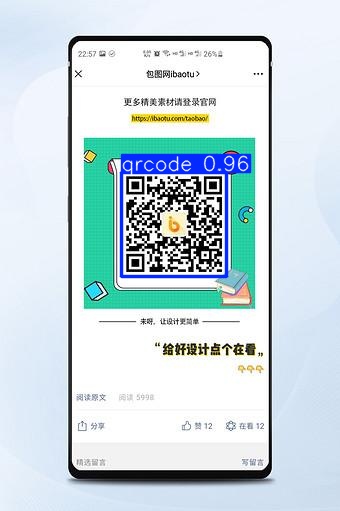 22:57 26%
包图网ibaotu
更多精美素材请登录官网
https://ibaotu.com/taobao/
qrcode 0.96
来呀，让设计更简单
“给好设计点个在看„
阅读原文 阅读 5998
分享 赞 12 在看 12
精选留言 写留言